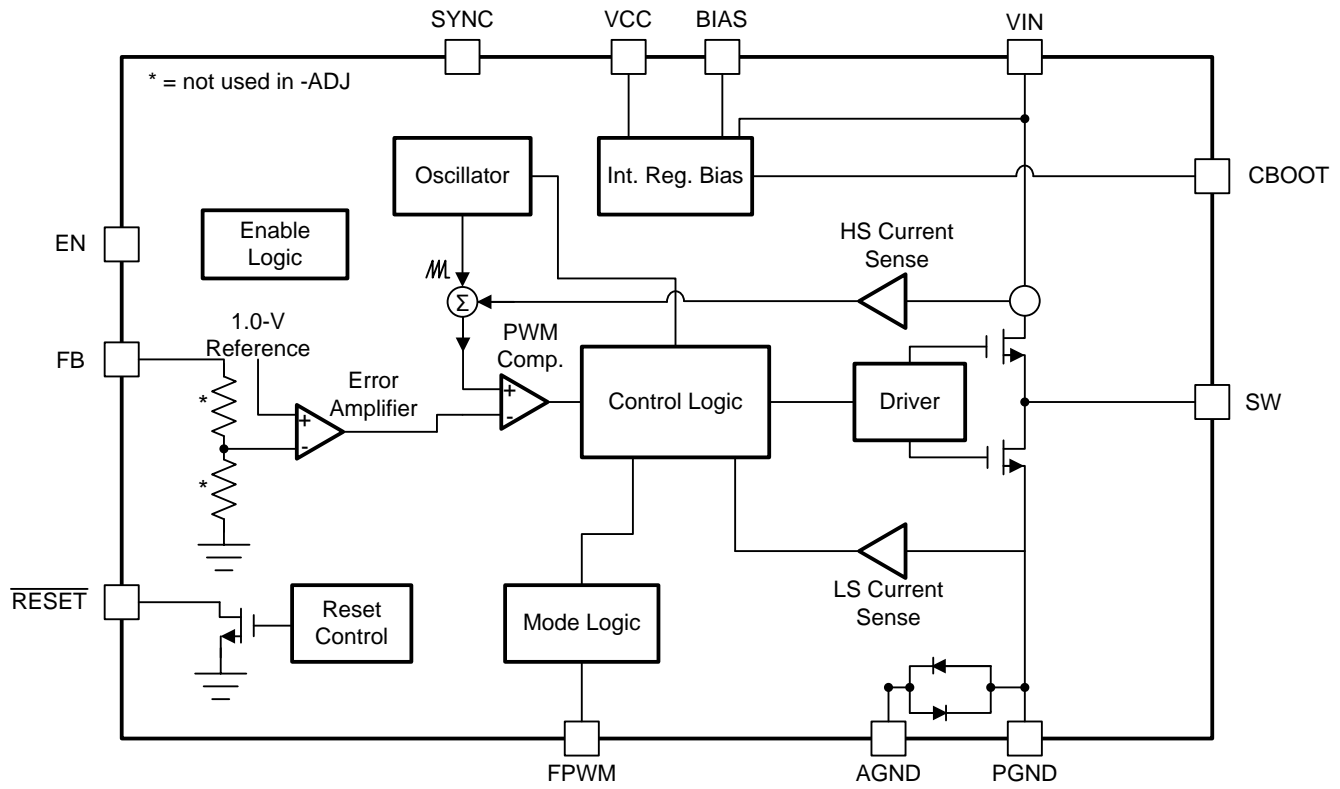 SYNC
VCC
BIAS
VIN
* = not used in -ADJ
Oscillator
Int. Reg. Bias
CBOOT
EN
Enable
Logic
HS Current
Sense
Σ
1.0-V
Reference
PWM
Comp.
FB
*
Error
Amplifier
+
-
+
-
Control Logic
Driver
SW
*
RESET
Reset
Control
Mode Logic
LS Current
Sense
FPWM
AGND
PGND